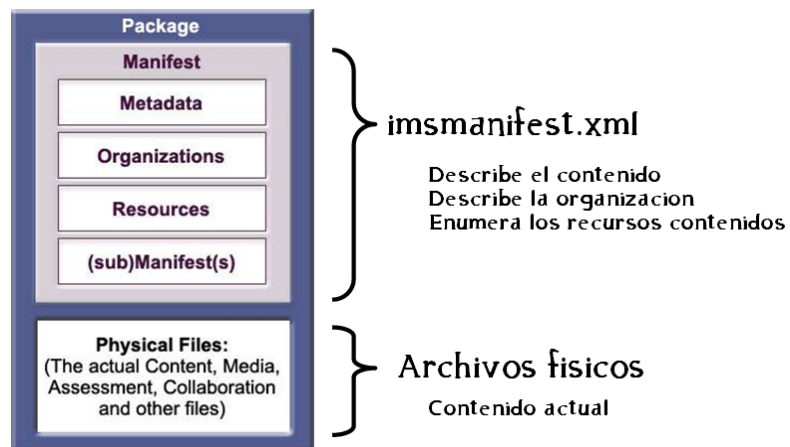 Package
Manifest
Metadata
Organizations
Resources
(sub)Manifest(s)
imsmanifest.xml
Describe el contenido
Describe la organizacion
Enumera los recursos contenidos
Physical Files:
(The actual Content, Media,
Assessment, Collaboration
and other files)
Archivos fisicos
Contenido actual